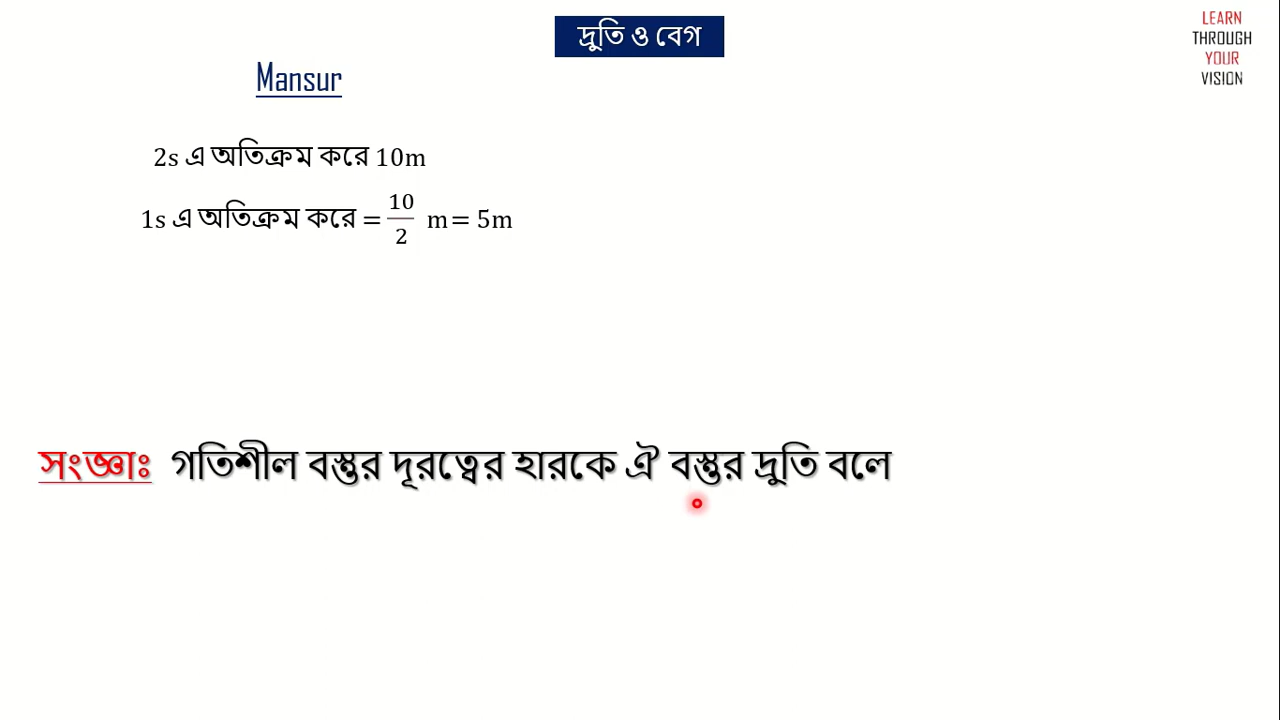 দ্রুতি ও বেগ
LEARN
THROUGH
YOUR
VISION
Mansur
2s এ অতিক্রম করে 10m
1s এ অতিক্রম করে = 10/2 m = 5m
সংজ্ঞাঃ গতিশীল বস্তুর দূরত্বের হারকে ঐ বস্তুর দ্রুতি বলে